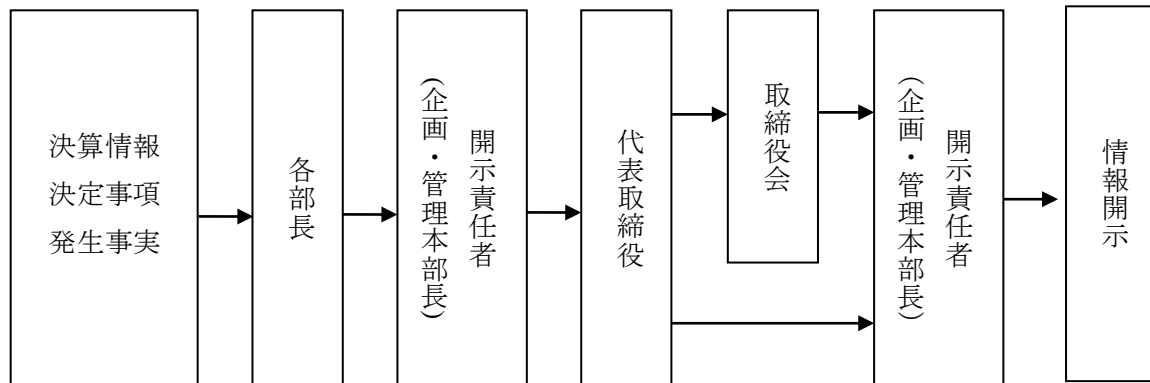 決算情報
決定事項
発生事実
各部長
開示責任者
(企画・管理本部長)
代表取締役
取締役会
開示責任者
(企画・管理本部長)
情報開示